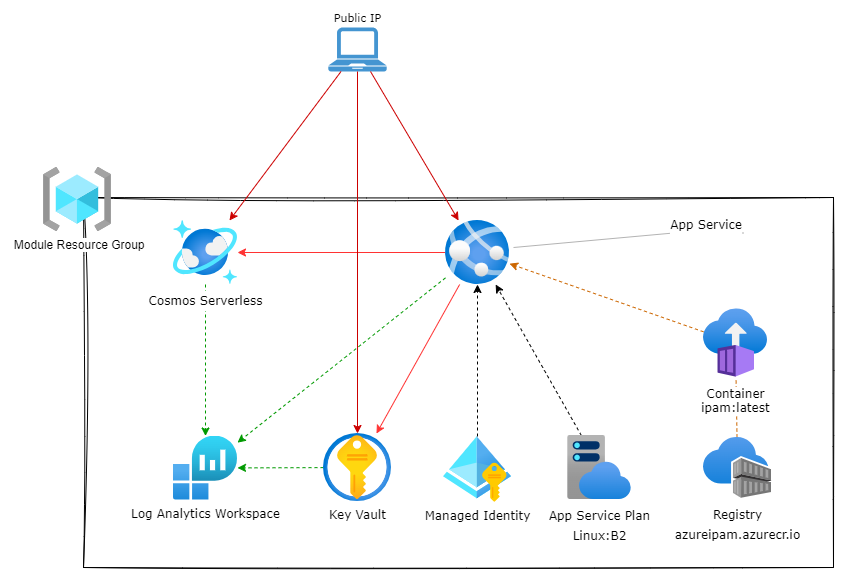 Public IP
App Service
Module Resource Group
Cosmos Serverless
Container
ipam:latest
Log Analytics Workspace
Key Vault
Managed Identity
App Service Plan
Linux:B2
Registry
azureipam.azurecr.io